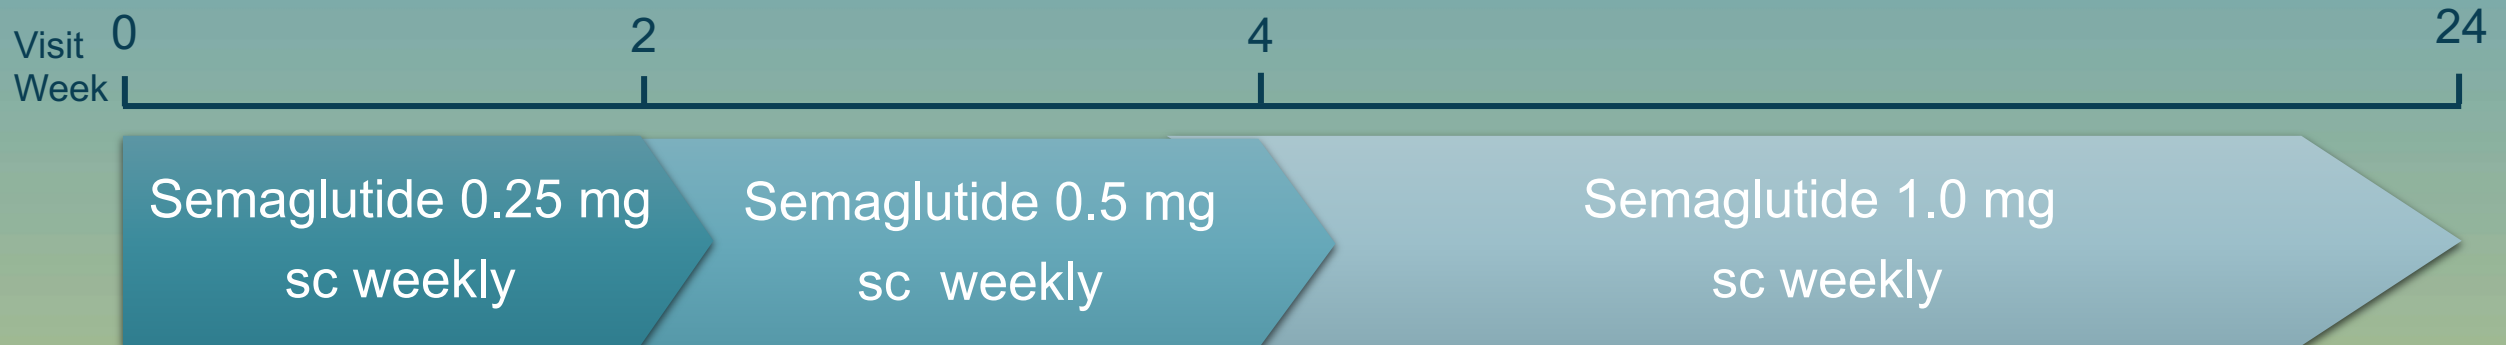 Visit 0 2 4 24
Week
Semaglutide 0.25 mg
sc weekly
Semaglutide 0.5 mg
sc weekly
Semaglutide 1.0 mg
sc weekly